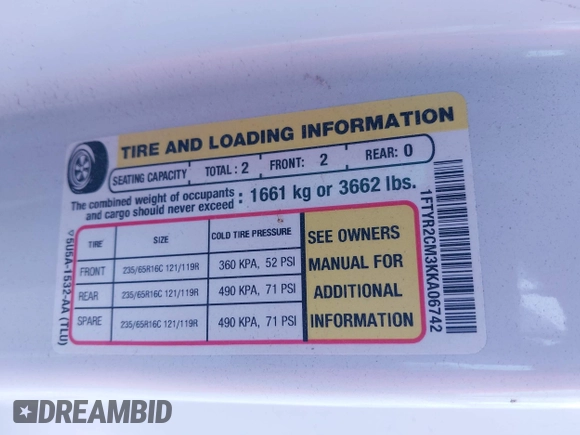 TIRE AND LOADING INFORMATION
SEATING CAPACITY TOTAL: 2 FRONT: 2 REAR: 0
The combined weight of occupants and cargo should never exceed : 1661 kg or 3662 lbs.
TIRE SIZE COLD TIRE PRESSURE
FRONT 235/65R16C 121/119R 360 KPA, 52 PSI
REAR 235/65R16C 121/119R 490 KPA, 71 PSI
SPARE 235/65R16C 121/119R 490 KPA, 71 PSI
SEE OWNERS
MANUAL FOR
ADDITIONAL
INFORMATION
5U5A-1532-AA (TLU)
1FTYR2CM3KKA06742
DREAMBID